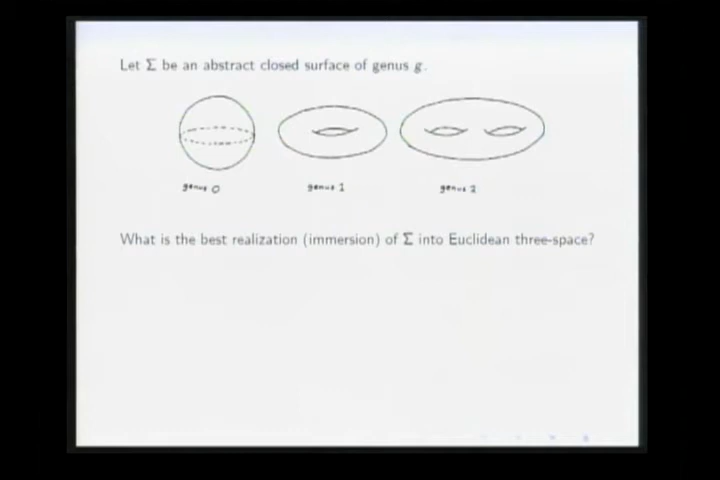 Let Σ be an abstract closed surface of genus g.
genus 0 genus 1 genus 2
What is the best realization (immersion) of Σ into Euclidean three-space?